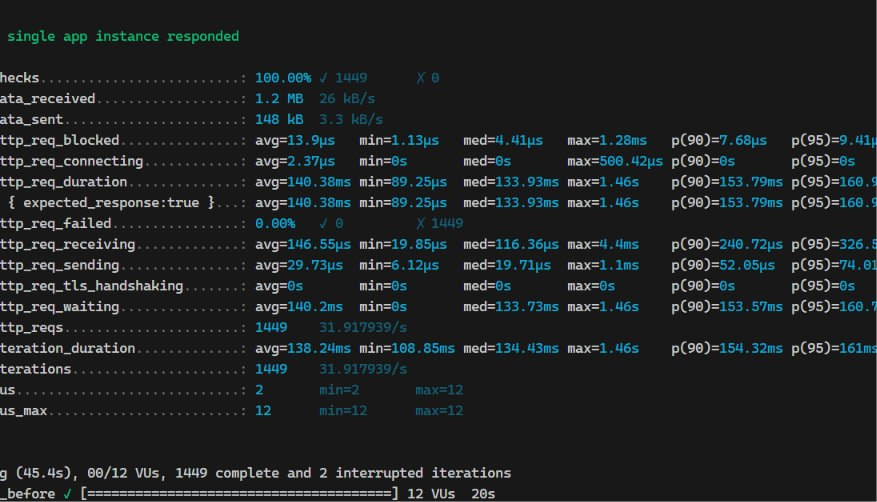 single app instance responded
hecks.........................: 100.00% ✓ 1449      ✗ 0
ata_received..................: 1.2 MB  26 kB/s
ata_sent......................: 148 kB  3.3 kB/s
ttp_req_blocked...............: avg=13.9µs   min=1.13µs   med=4.41µs   max=1.28ms   p(90)=7.68µs   p(95)=9.41µ
ttp_req_connecting............: avg=2.37µs   min=0s       med=0s       max=500.42µs p(90)=0s       p(95)=0s
ttp_req_duration..............: avg=140.38ms min=89.25µs  med=133.93ms max=1.46s    p(90)=153.79ms p(95)=160.9
{ expected_response:true }...: avg=140.38ms min=89.25µs  med=133.93ms max=1.46s    p(90)=153.79ms p(95)=160.9
ttp_req_failed................: 0.00%   ✓ 0         ✗ 1449
ttp_req_receiving.............: avg=146.55µs min=19.85µs  med=116.36µs max=4.4ms    p(90)=240.72µs p(95)=326.5
ttp_req_sending...............: avg=29.73µs  min=6.12µs   med=19.71µs  max=1.1ms    p(90)=52.05µs  p(95)=74.01
ttp_req_tls_handshaking.......: avg=0s       min=0s       med=0s       max=0s       p(90)=0s       p(95)=0s
ttp_req_waiting...............: avg=140.2ms  min=0s       med=133.73ms max=1.46s    p(90)=153.57ms p(95)=160.7
ttp_reqs......................: 1449    31.917939/s
teration_duration.............: avg=138.24ms min=108.85ms med=134.43ms max=1.46s    p(90)=154.32ms p(95)=161ms
terations.....................: 1449    31.917939/s
us............................: 2       min=2       max=12
us_max........................: 12      min=12      max=12
g (45.4s), 00/12 VUs, 1449 complete and 2 interrupted iterations
_before ✓ [======================================] 12 VUs  20s